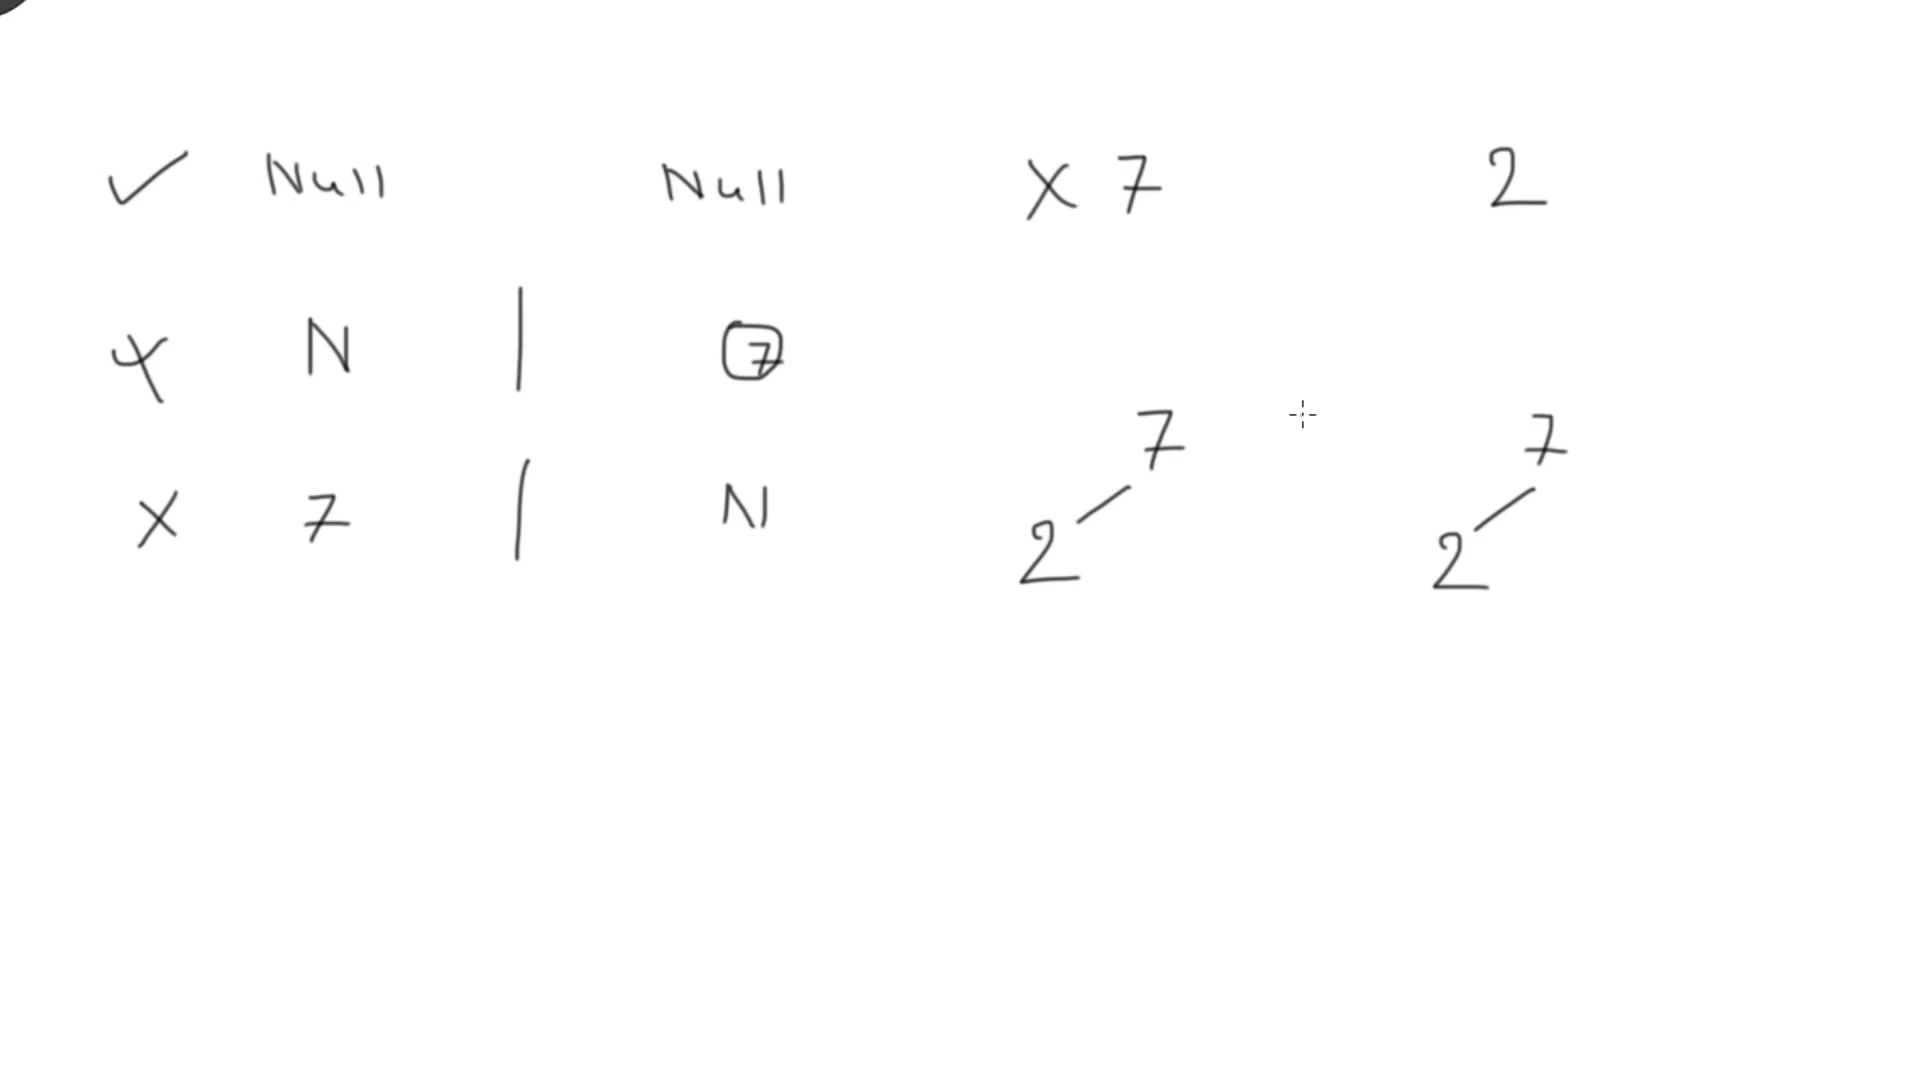 ✓ Null Null X 7 2
X N | 7
7 7
X 7 | N
2 2